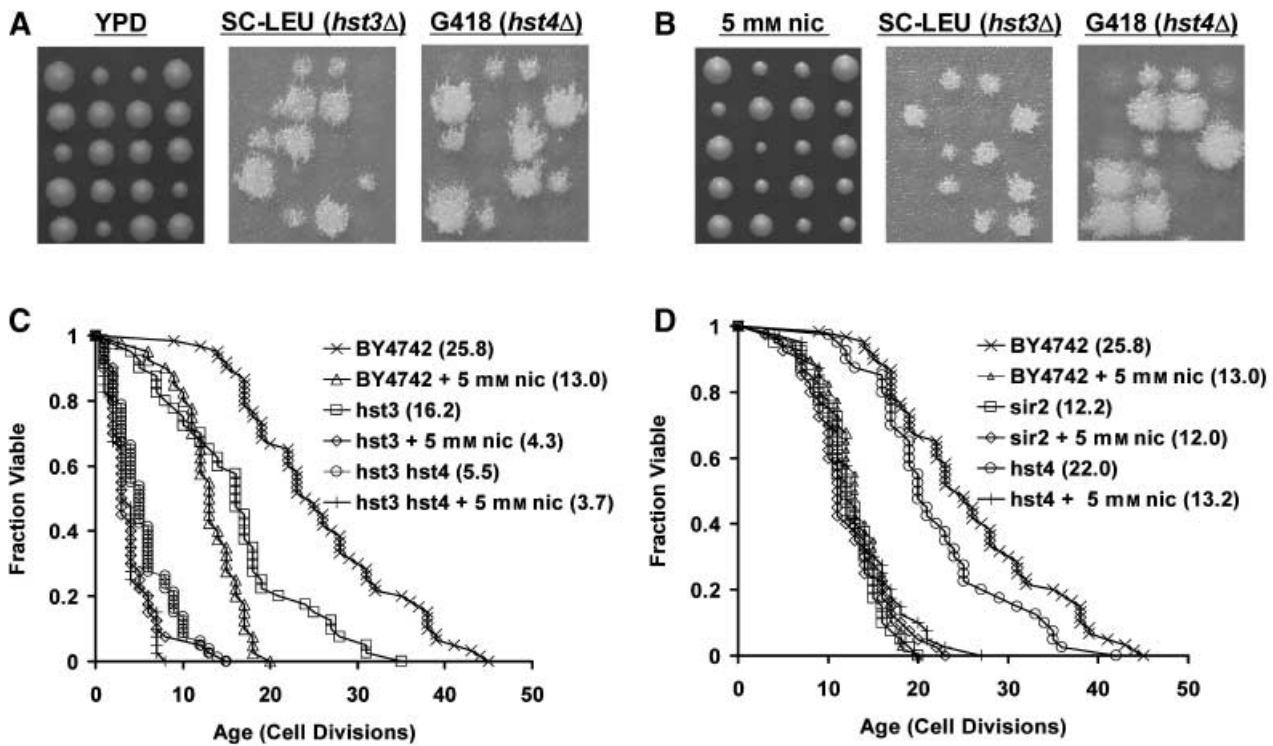 A
YPD
SC-LEU (hst3Δ)
G418 (hst4Δ)
B
5 mM nic
SC-LEU (hst3Δ)
G418 (hst4Δ)
C
1
0.8
0.6
0.4
0.2
0
Fraction Viable
BY4742 (25.8)
BY4742 + 5 mM nic (13.0)
hst3 (16.2)
hst3 + 5 mM nic (4.3)
hst3 hst4 (5.5)
hst3 hst4 + 5 mM nic (3.7)
0 10 20 30 40 50
Age (Cell Divisions)
D
1
0.8
0.6
0.4
0.2
0
Fraction Viable
BY4742 (25.8)
BY4742 + 5 mM nic (13.0)
sir2 (12.2)
sir2 + 5 mM nic (12.0)
hst4 (22.0)
hst4 + 5 mM nic (13.2)
0 10 20 30 40 50
Age (Cell Divisions)